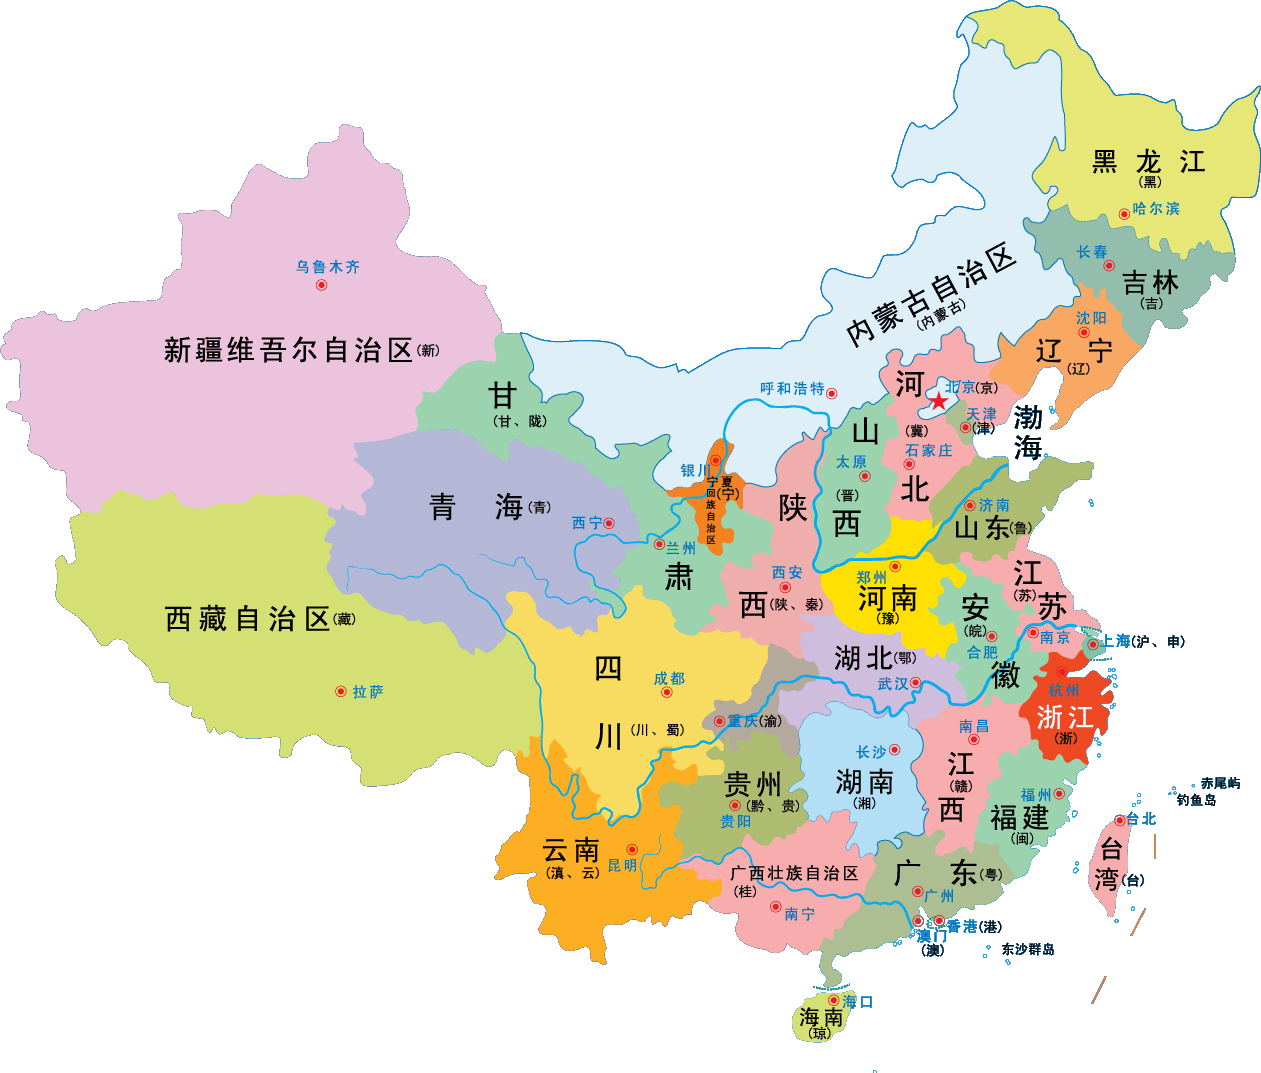 黑龙江
(黑)
哈尔滨
长春
吉林
(吉)
乌鲁木齐
内蒙古自治区
(内蒙古)
沈阳
辽宁
(辽)
新疆维吾尔自治区(新)
呼和浩特
河
北京(京)
甘
(甘、陇)
天津
(津)
渤
海
山
(冀)
石家庄
太原
银川
宁夏
(宁)
回族自治区
北
青海(青)
陕
(晋)
西
济南
山东(鲁)
西宁
兰州
肃
西安
西(陕、秦)
郑州
河南
(豫)
江
(苏)
苏
安
(皖)
西藏自治区(藏)
南京
合肥
上海(沪、申)
四
湖北(鄂)
徽
成都
武汉
拉萨
杭州
浙江
(浙)
川(川、蜀)
重庆(渝)
南昌
长沙
江
(赣)
西
贵州
(黔、贵)
贵阳
湖南
(湘)
福州
福建
(闽)
赤尾屿
钓鱼岛
台北
台
湾(台)
云南
(滇、云)
昆明
广西壮族自治区
(桂)
南宁
广东(粤)
广州
香港(港)
澳门
(澳)
东沙群岛
海口
海南
(琼)